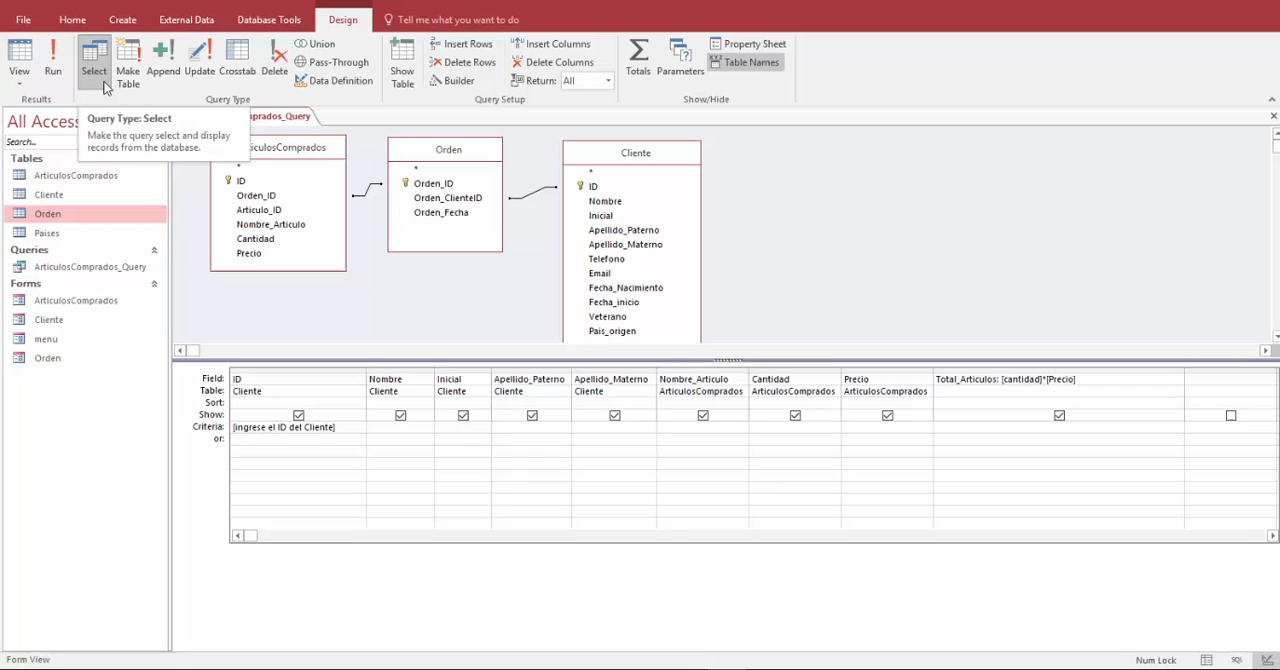 File Home Create External Data Database Tools Design Tell me what you want to do
View Run Select Make Table Append Update Crosstab Delete
Union
Pass-Through
Data Definition
Show Table
Insert Rows
Delete Rows
Builder
Insert Columns
Delete Columns
Return: All
Totals Parameters
Property Sheet
Table Names
Results Query Type Query Setup Show/Hide
All Access
Search...
Query Type: Select
Make the query select and display
records from the database.
Tables
ArticulosComprados
Cliente
Orden
Paises
Queries
ArticulosComprados_Query
Forms
ArticulosComprados
Cliente
menu
Orden
*
ID
Orden_ID
Articulo_ID
Nombre_Articulo
Cantidad
Precio
Orden
*
Orden_ID
Orden_ClienteID
Orden_Fecha
Cliente
*
ID
Nombre
Inicial
Apellido_Paterno
Apellido_Materno
Telefono
Email
Fecha_Nacimiento
Fecha_inicio
Veterano
Pais_origen
Field: ID Nombre Inicial Apellido_Paterno Apellido_Materno Nombre_Articulo Cantidad Precio Total_Articulos: [cantidad]*[Precio]
Table: Cliente Cliente Cliente Cliente Cliente ArticulosComprados ArticulosComprados ArticulosComprados
Sort:
Show:
Criteria: [ingrese el ID del Cliente]
or:
Form View Num Lock SQL